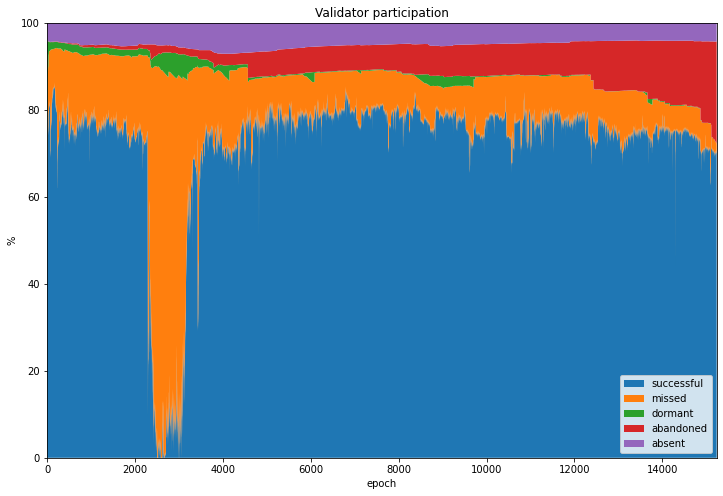 Validator participation
100
80
60
40
20
0
%
0 2000 4000 6000 8000 10000 12000 14000
epoch
successful
missed
dormant
abandoned
absent